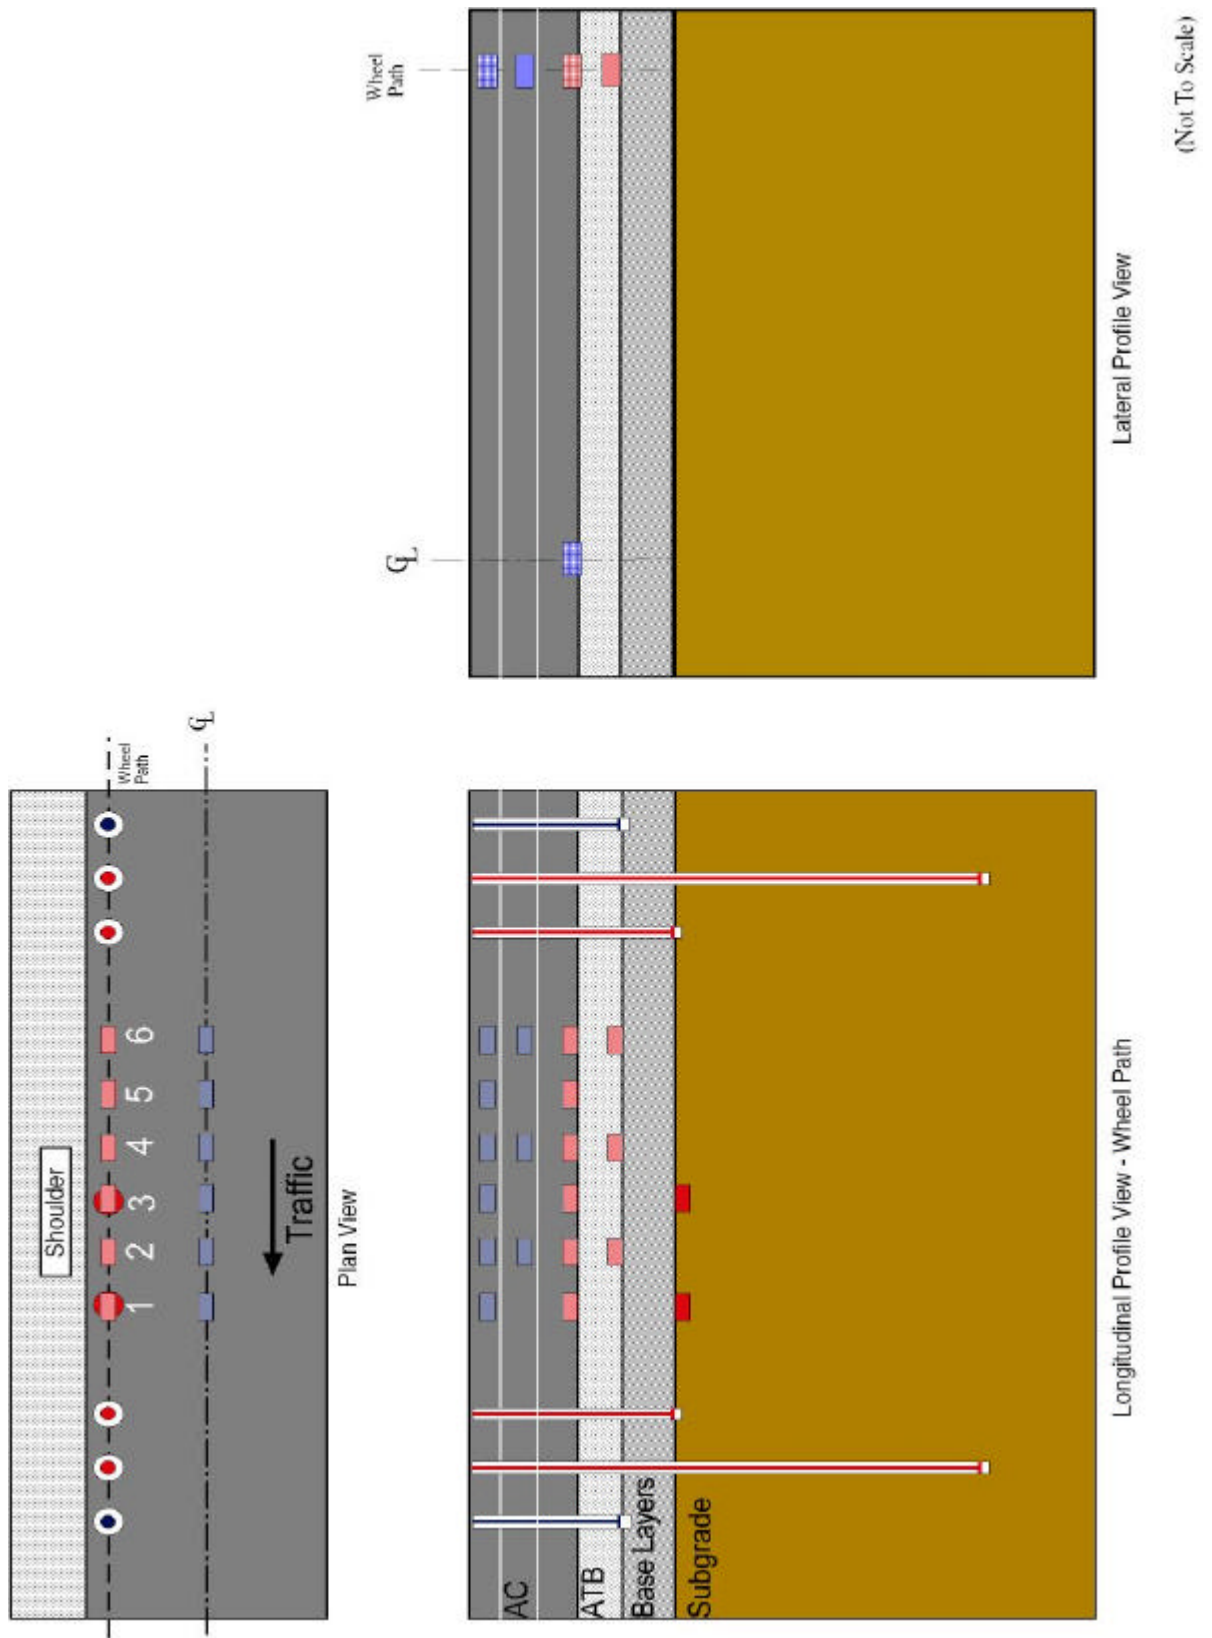 Shoulder
1 2 3 4 5 6
Wheel
Path
℄
Traffic
Plan View
AC
ATB
Base Layers
Subgrade
Longitudinal Profile View - Wheel Path
Wheel
Path
℄
Lateral Profile View
(Not To Scale)